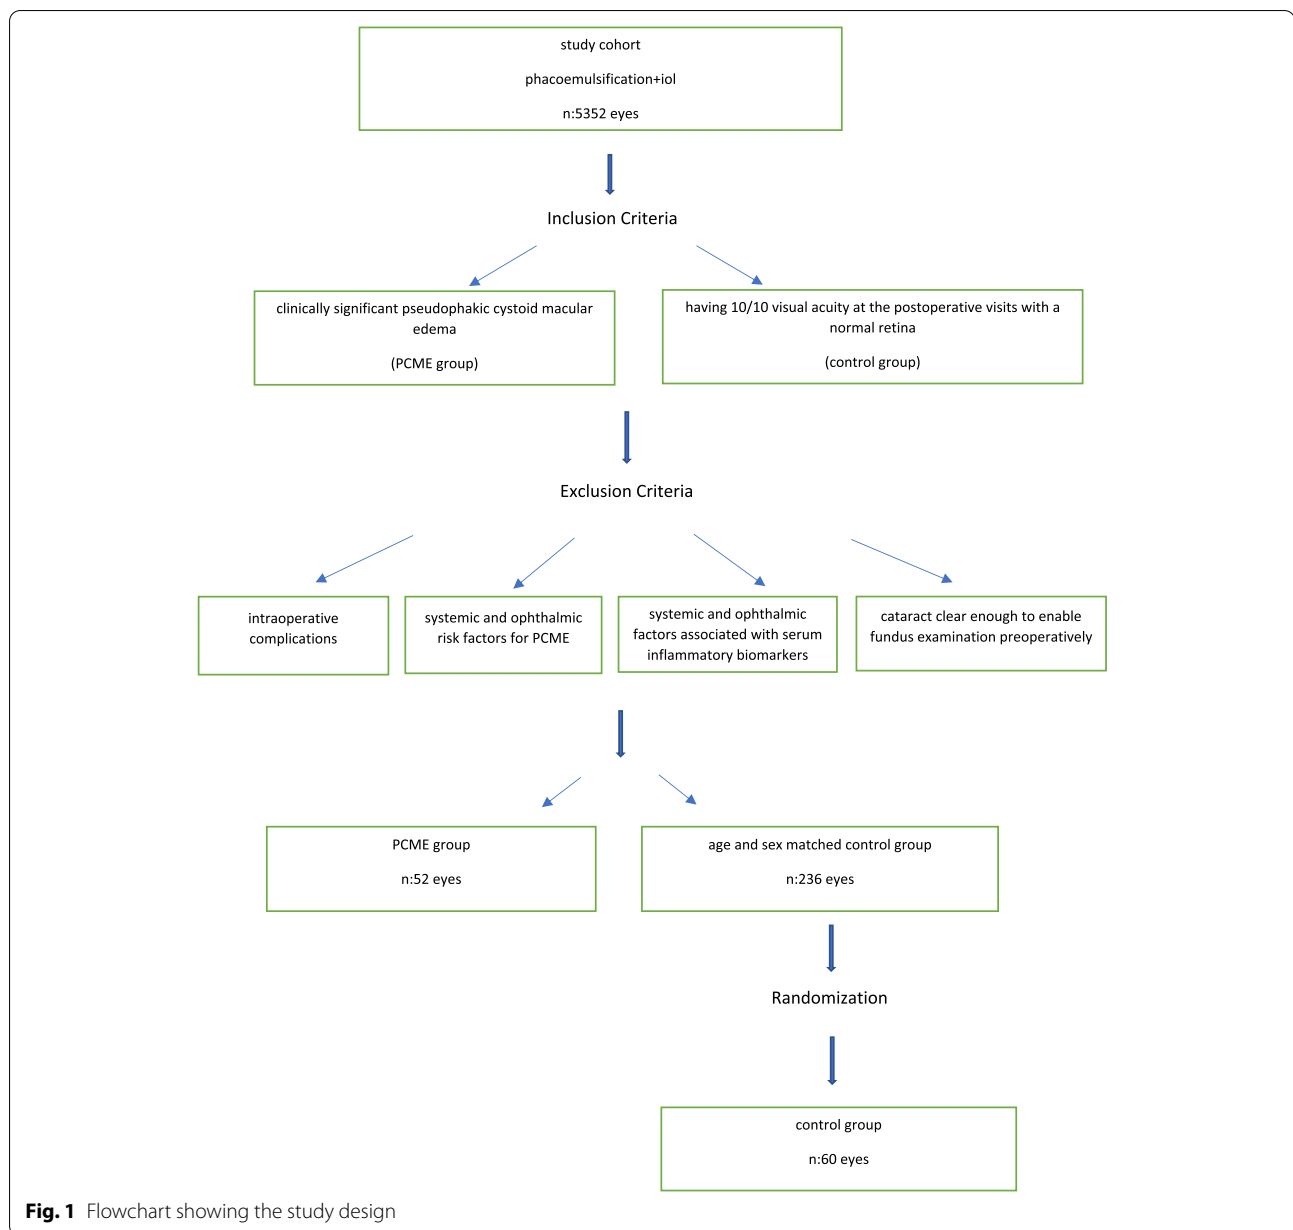 study cohort
phacoemulsification+iol
n:5352 eyes
Inclusion Criteria
clinically significant pseudophakic cystoid macular
edema
(PCME group)
having 10/10 visual acuity at the postoperative visits with a
normal retina
(control group)
Exclusion Criteria
intraoperative
complications
systemic and ophthalmic
risk factors for PCME
systemic and ophthalmic
factors associated with serum
inflammatory biomarkers
cataract clear enough to enable
fundus examination preoperatively
PCME group
n:52 eyes
age and sex matched control group
n:236 eyes
Randomization
control group
n:60 eyes
Fig. 1 Flowchart showing the study design